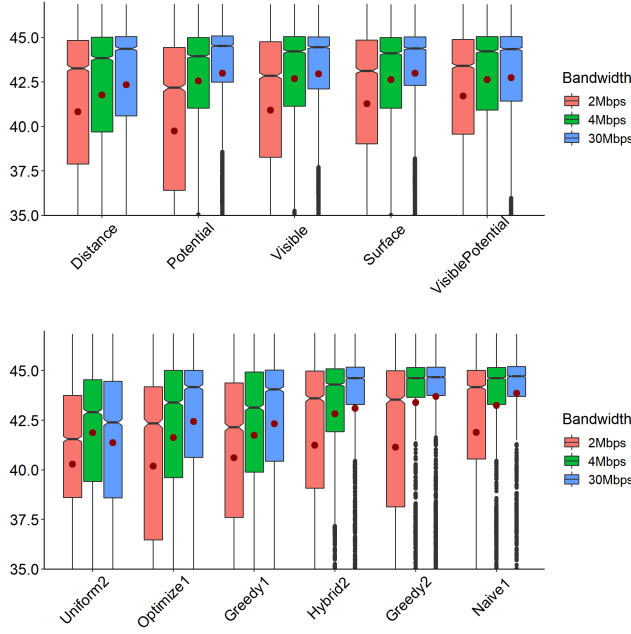 45.0
42.5
40.0
37.5
35.0
Distance
Potential
Visible
Surface
VisiblePotential
Bandwidth
2Mbps
4Mbps
30Mbps
45.0
42.5
40.0
37.5
35.0
Uniform2
Optimize1
Greedy1
Hybrid2
Greedy2
Naive1
Bandwidth
2Mbps
4Mbps
30Mbps